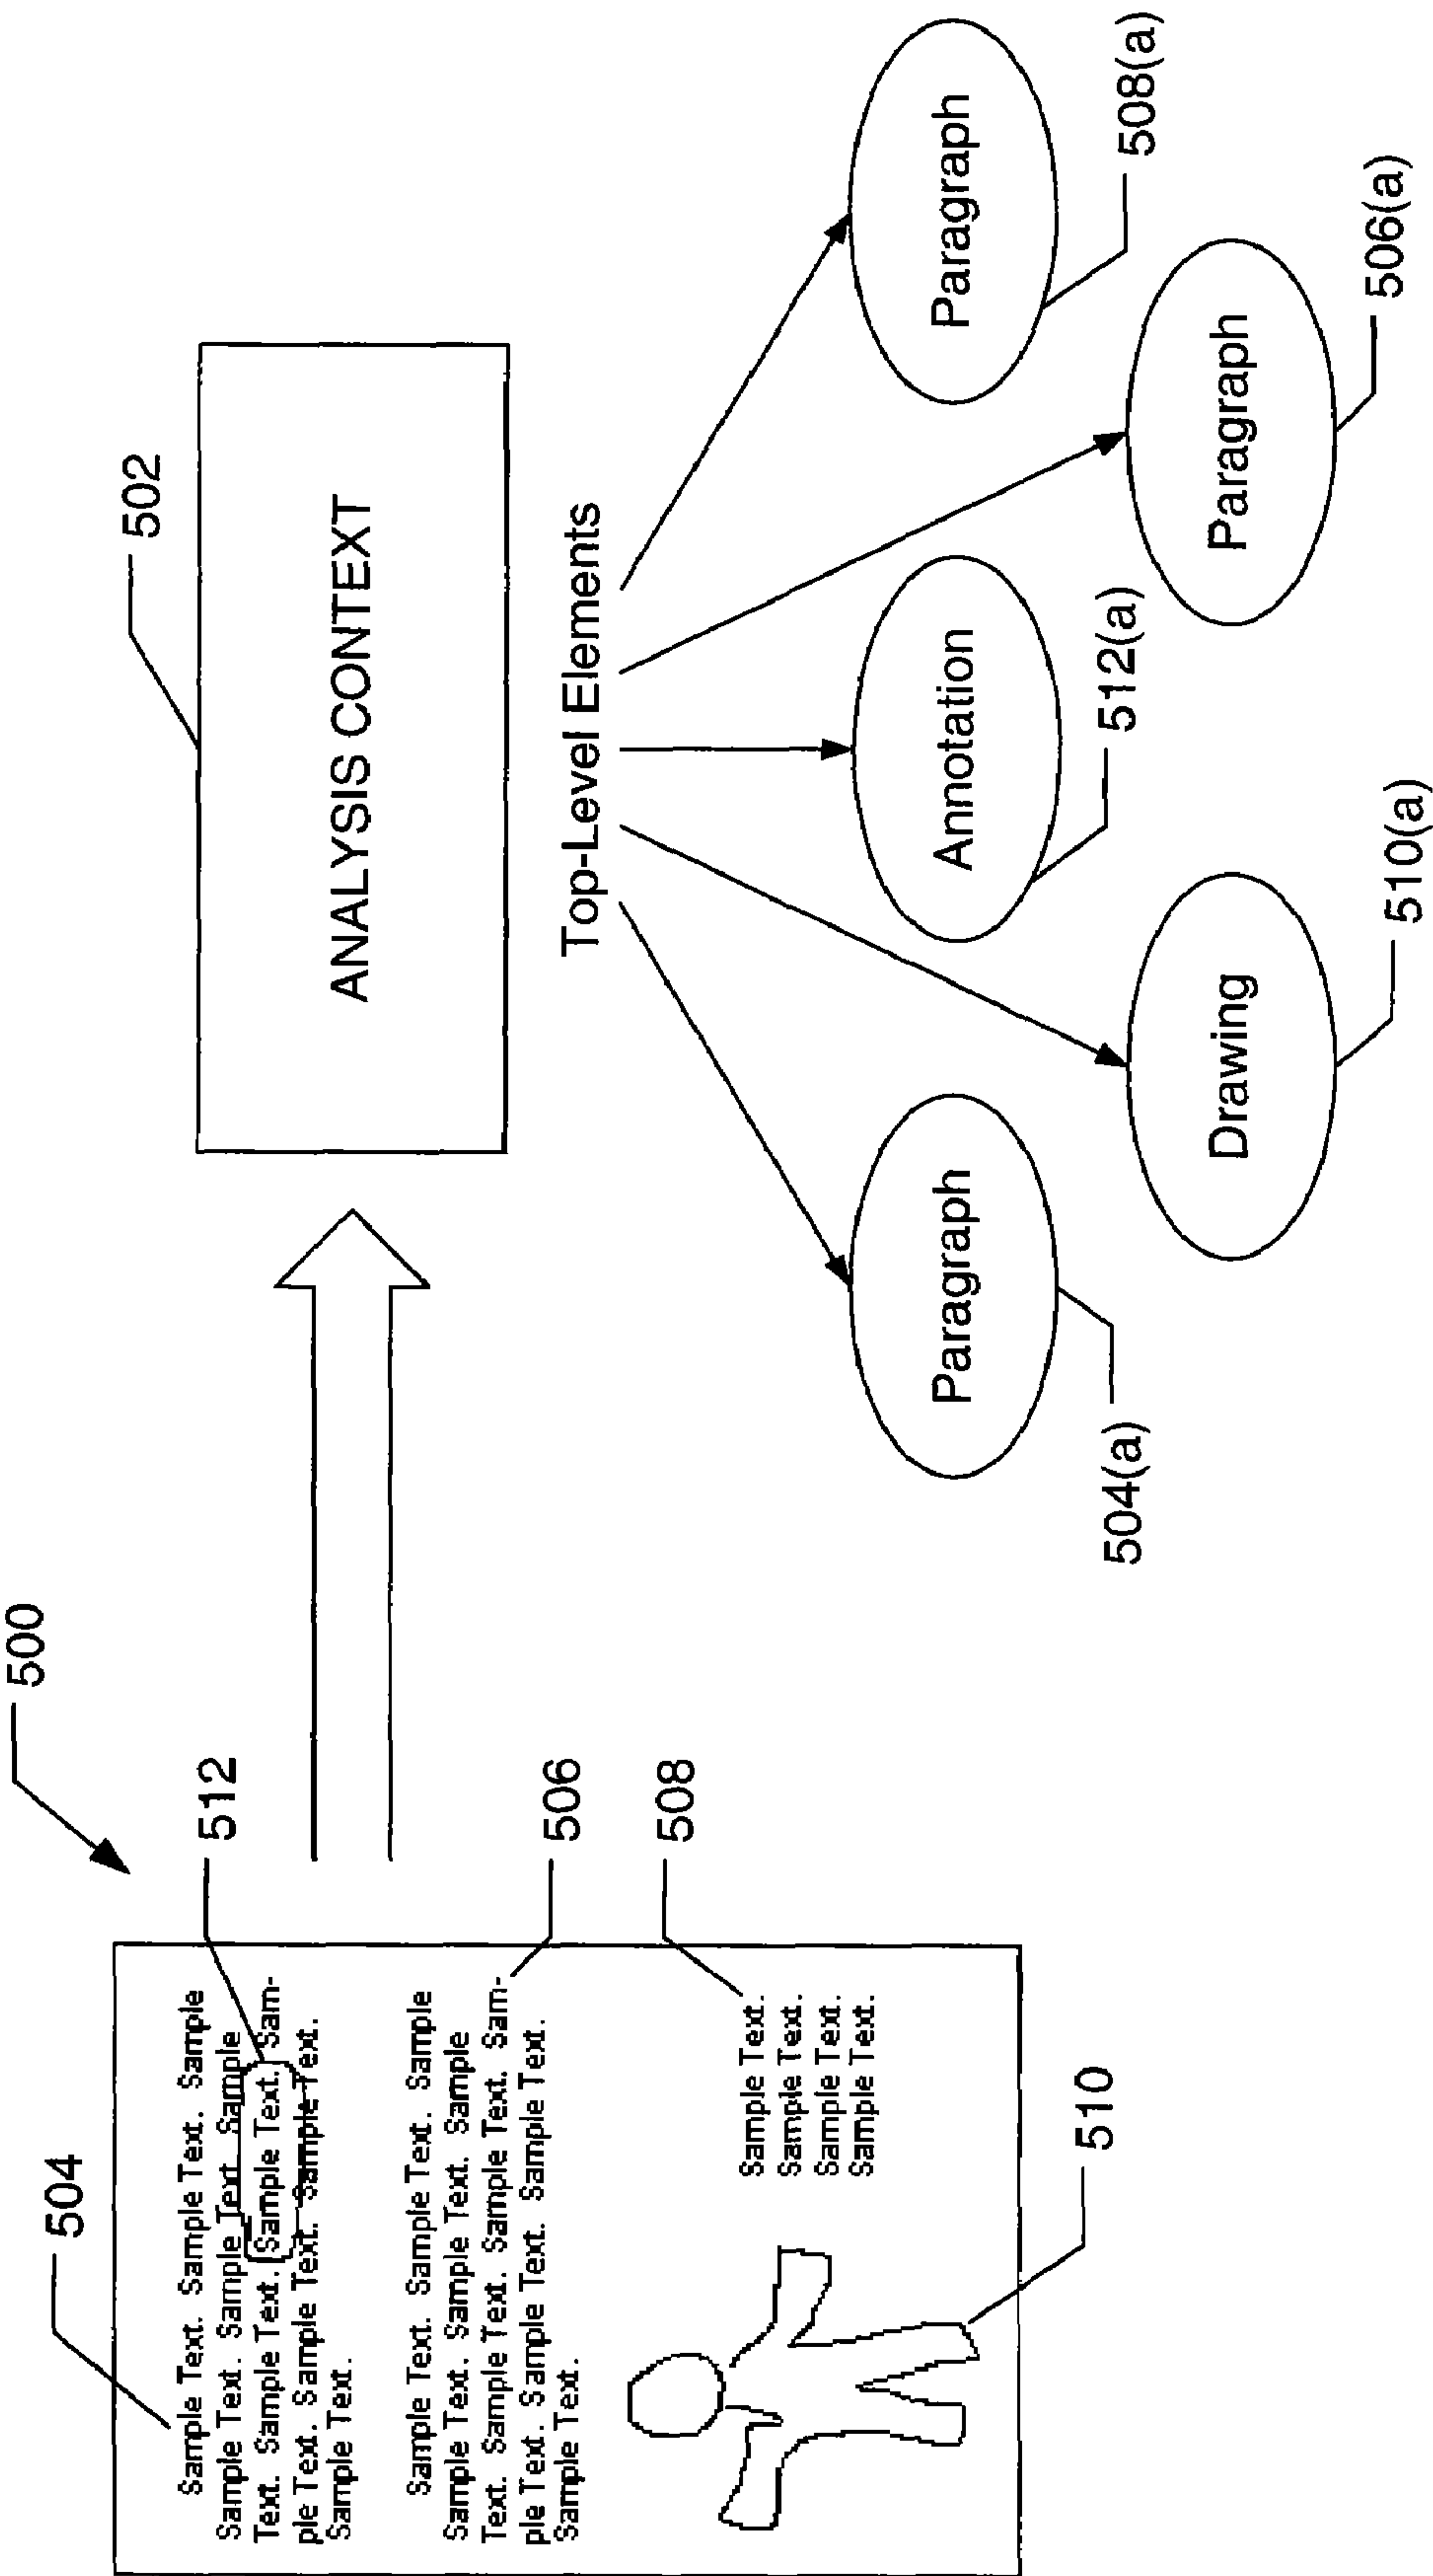 500
504
512
Sample Text. Sample Text. Sample
Sample Text. Sample Text. Sample
Text. Sample Text. Sample Text. Sam-
ple Text. Sample Text. Sample Text.
Sample Text.
506
Sample Text. Sample Text. Sample
Sample Text. Sample Text. Sample
Text. Sample Text. Sample Text. Sam-
ple Text. Sample Text. Sample Text.
Sample Text.
508
Sample Text.
Sample Text.
Sample Text.
Sample Text.
510
502
ANALYSIS CONTEXT
Top-Level Elements
Paragraph
504(a)
Drawing
510(a)
Annotation
512(a)
Paragraph
506(a)
Paragraph
508(a)